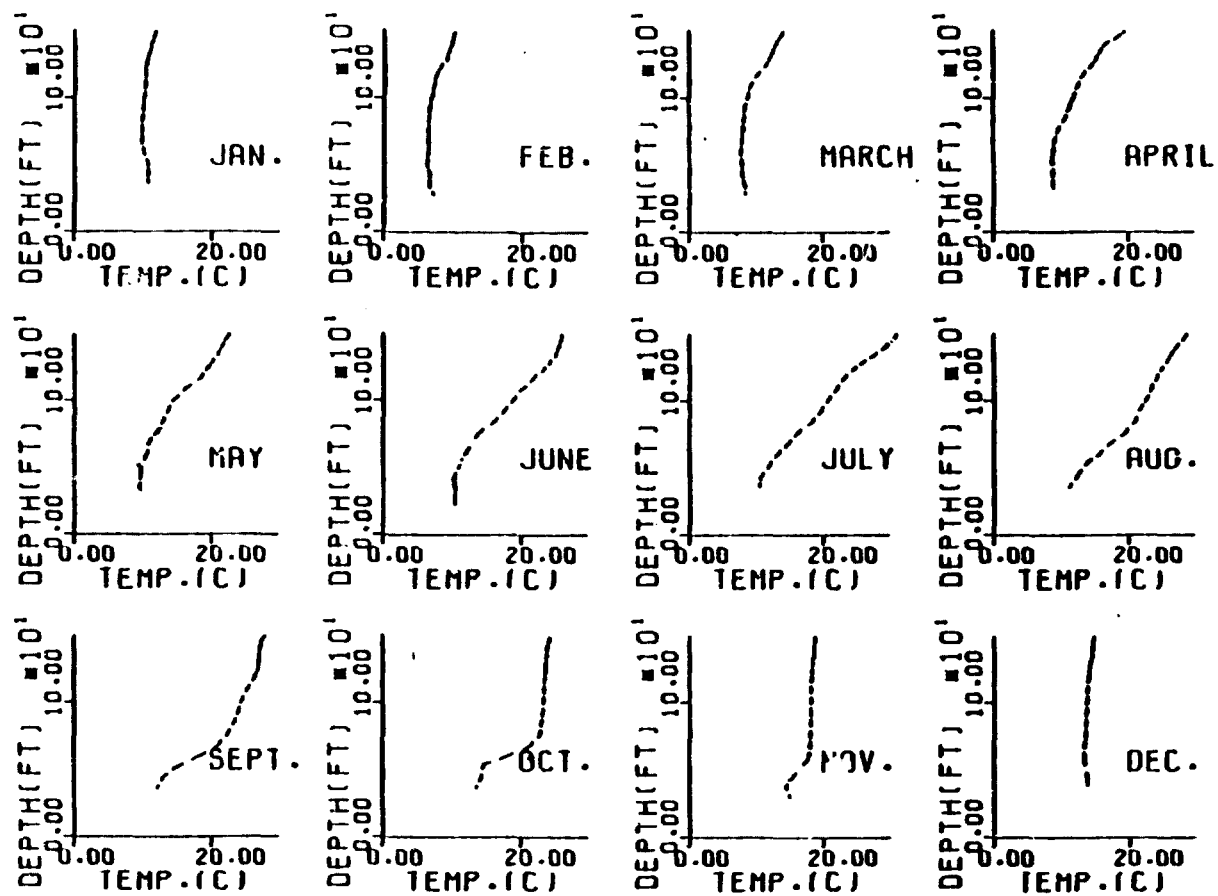 DEPTH(FT) *10¹
10.00
0.00
JAN.
0.00 20.00
TEMP.(C)
DEPTH(FT) *10¹
10.00
0.00
FEB.
0.00 20.00
TEMP.(C)
DEPTH(FT) *10¹
10.00
0.00
MARCH
0.00 20.00
TEMP.(C)
DEPTH(FT) *10¹
10.00
0.00
APRIL
0.00 20.00
TEMP.(C)
DEPTH(FT) *10¹
10.00
0.00
MAY
0.00 20.00
TEMP.(C)
DEPTH(FT) *10¹
10.00
0.00
JUNE
0.00 20.00
TEMP.(C)
DEPTH(FT) *10¹
10.00
0.00
JULY
0.00 20.00
TEMP.(C)
DEPTH(FT) *10¹
10.00
0.00
AUG.
0.00 20.00
TEMP.(C)
DEPTH(FT) *10¹
10.00
0.00
SEPT.
0.00 20.00
TEMP.(C)
DEPTH(FT) *10¹
10.00
0.00
OCT.
0.00 20.00
TEMP.(C)
DEPTH(FT) *10¹
10.00
0.00
NOV.
0.00 20.00
TEMP.(C)
DEPTH(FT) *10¹
10.00
0.00
DEC.
0.00 20.00
TEMP.(C)